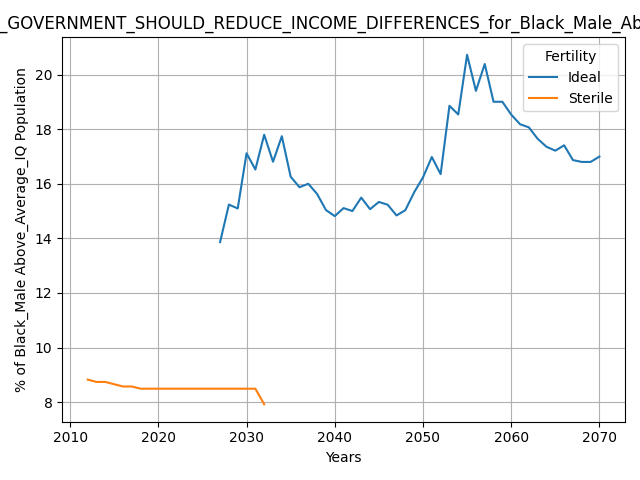 _GOVERNMENT_SHOULD_REDUCE_INCOME_DIFFERENCES_for_Black_Male_Ab
% of Black_Male Above_Average_IQ Population
20
18
16
14
12
10
8
Fertility
Ideal
Sterile
2010 2020 2030 2040 2050 2060 2070
Years